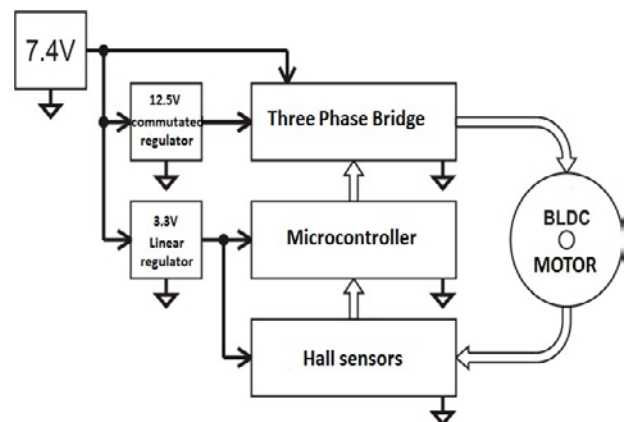 7.4V
12.5V
commutated
regulator
Three Phase Bridge
3.3V
Linear
regulator
Microcontroller
BLDC
MOTOR
Hall sensors